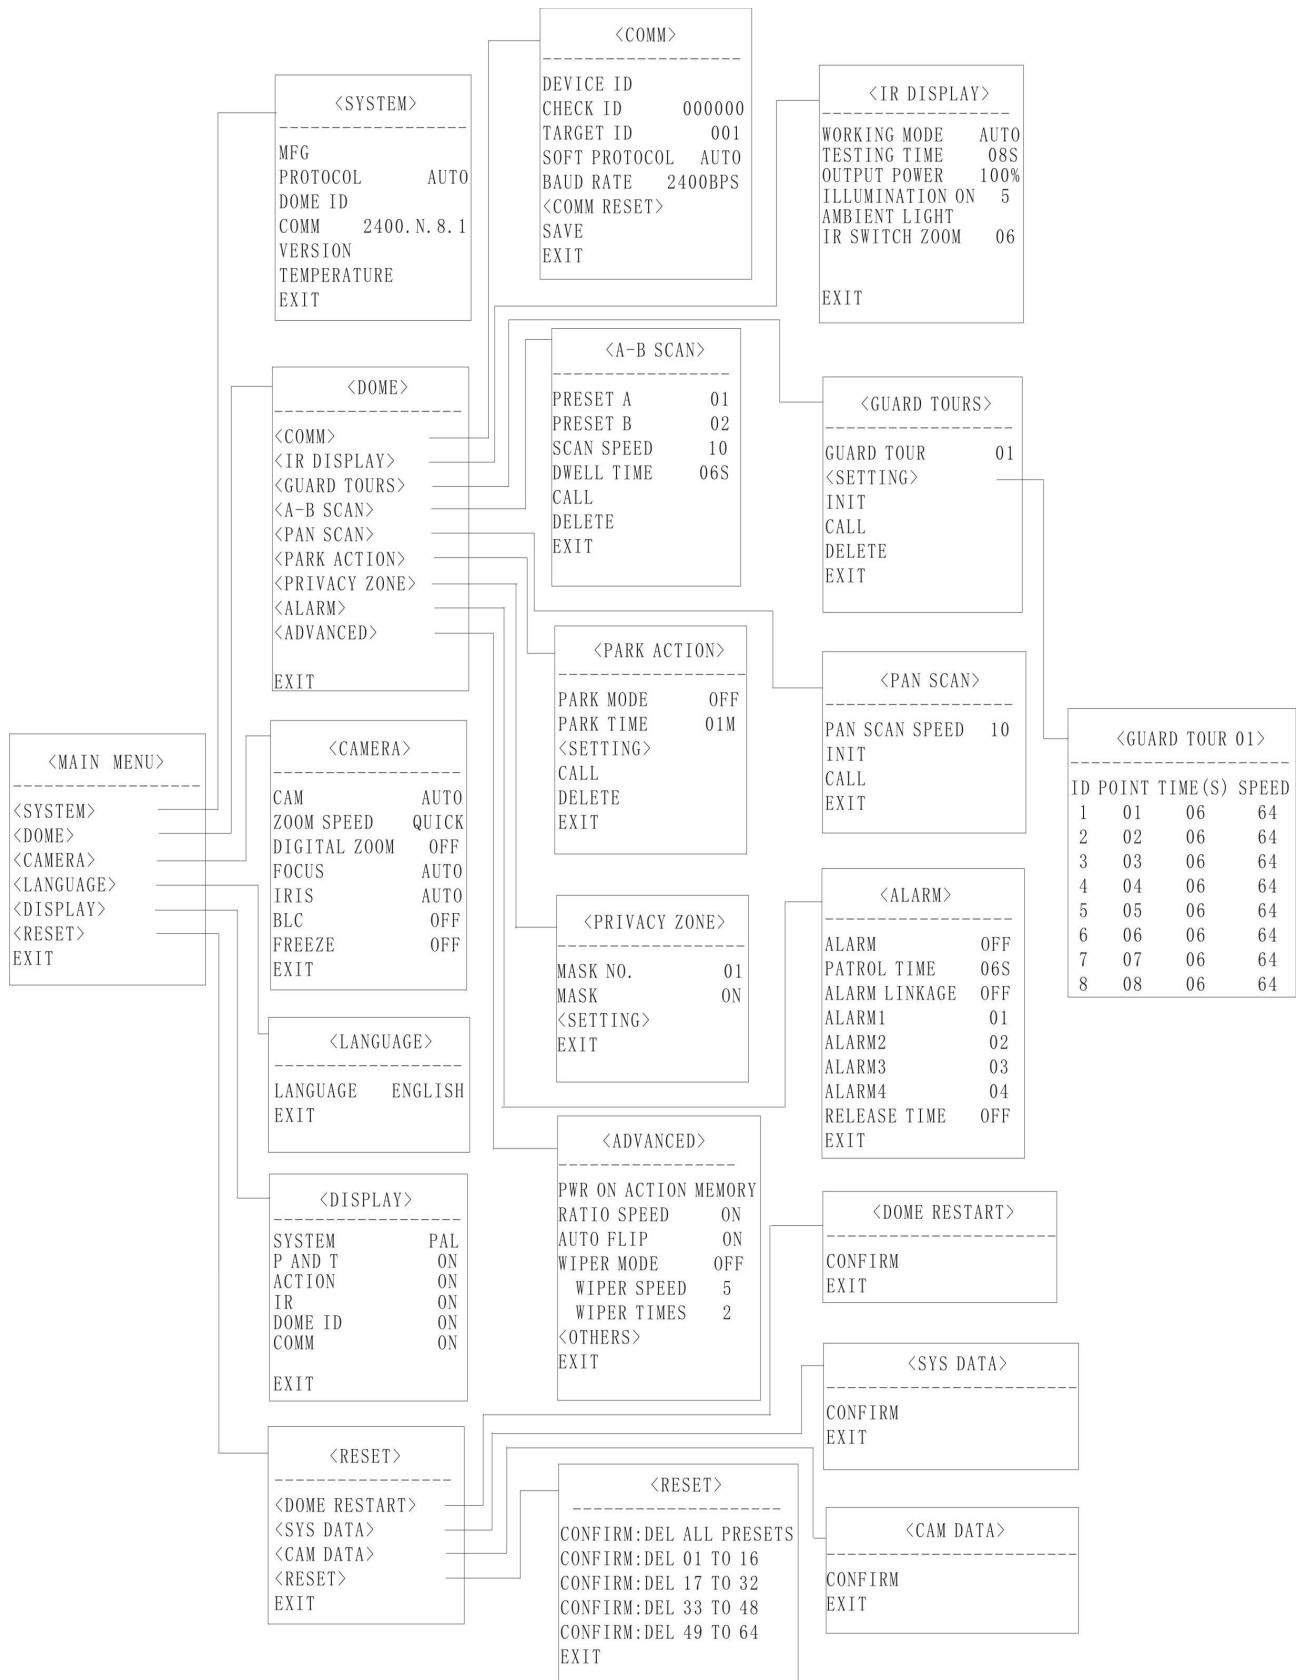 <MAIN MENU>
<SYSTEM>
<DOME>
<CAMERA>
<LANGUAGE>
<DISPLAY>
<RESET>
EXIT
<SYSTEM>
MFG
PROTOCOL AUTO
DOME ID
COMM 2400.N.8.1
VERSION
TEMPERATURE
EXIT
<DOME>
<COMM>
<IR DISPLAY>
<GUARD TOURS>
<A-B SCAN>
<PAN SCAN>
<PARK ACTION>
<PRIVACY ZONE>
<ALARM>
<ADVANCED>
EXIT
<CAMERA>
CAM AUTO
ZOOM SPEED QUICK
DIGITAL ZOOM OFF
FOCUS AUTO
IRIS AUTO
BLC OFF
FREEZE OFF
EXIT
<LANGUAGE>
LANGUAGE ENGLISH
EXIT
<DISPLAY>
SYSTEM PAL
P AND T ON
ACTION ON
IR ON
DOME ID ON
COMM ON
EXIT
<RESET>
<DOME RESTART>
<SYS DATA>
<CAM DATA>
<RESET>
EXIT
<COMM>
DEVICE ID
CHECK ID 000000
TARGET ID 001
SOFT PROTOCOL AUTO
BAUD RATE 2400BPS
<COMM RESET>
SAVE
EXIT
<A-B SCAN>
PRESET A 01
PRESET B 02
SCAN SPEED 10
DWELL TIME 06S
CALL
DELETE
EXIT
<PARK ACTION>
PARK MODE OFF
PARK TIME 01M
<SETTING>
CALL
DELETE
EXIT
<PRIVACY ZONE>
MASK NO. 01
MASK ON
<SETTING>
EXIT
<ADVANCED>
PWR ON ACTION MEMORY
RATIO SPEED ON
AUTO FLIP ON
WIPER MODE OFF
WIPER SPEED 5
WIPER TIMES 2
<OTHERS>
EXIT
<RESET>
CONFIRM:DEL ALL PRESETS
CONFIRM:DEL 01 TO 16
CONFIRM:DEL 17 TO 32
CONFIRM:DEL 33 TO 48
CONFIRM:DEL 49 TO 64
EXIT
<IR DISPLAY>
WORKING MODE AUTO
TESTING TIME 08S
OUTPUT POWER 100%
ILLUMINATION ON 5
AMBIENT LIGHT
IR SWITCH ZOOM 06
EXIT
<GUARD TOURS>
GUARD TOUR 01
<SETTING>
INIT
CALL
DELETE
EXIT
<PAN SCAN>
PAN SCAN SPEED 10
INIT
CALL
EXIT
<ALARM>
ALARM OFF
PATROL TIME 06S
ALARM LINKAGE OFF
ALARM1 01
ALARM2 02
ALARM3 03
ALARM4 04
RELEASE TIME OFF
EXIT
<DOME RESTART>
CONFIRM
EXIT
<SYS DATA>
CONFIRM
EXIT
<CAM DATA>
CONFIRM
EXIT
<GUARD TOUR 01>
ID POINT TIME(S) SPEED
1 01 06 64
2 02 06 64
3 03 06 64
4 04 06 64
5 05 06 64
6 06 06 64
7 07 06 64
8 08 06 64